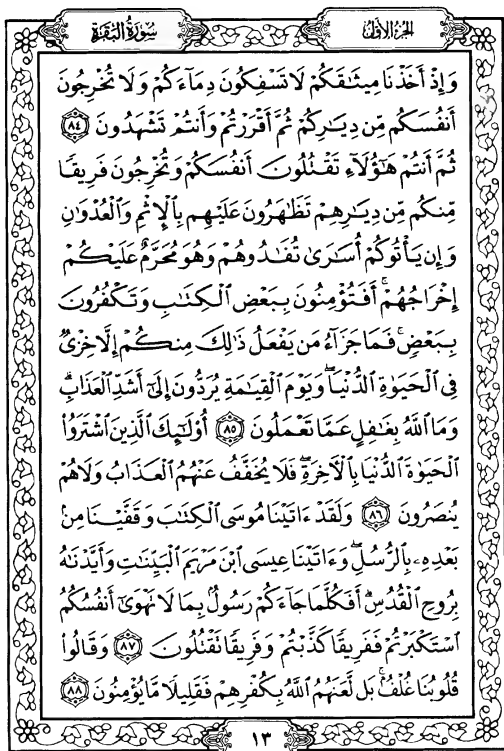 الجزء الأول
سورة البقرة
وَإِذْ أَخَذْنَا مِيثَٰقَكُمْ لَا تَسْفِكُونَ دِمَآءَكُمْ وَلَا تُخْرِجُونَ
أَنفُسَكُم مِّن دِيَٰرِكُمْ ثُمَّ أَقْرَرْتُمْ وَأَنتُمْ تَشْهَدُونَ ٨٤
ثُمَّ أَنتُمْ هَٰٓؤُلَآءِ تَقْتُلُونَ أَنفُسَكُمْ وَتُخْرِجُونَ فَرِيقًا
مِّنكُم مِّن دِيَٰرِهِمْ تَظَٰهَرُونَ عَلَيْهِم بِٱلْإِثْمِ وَٱلْعُدْوَٰنِ
وَإِن يَأْتُوكُمْ أُسَٰرَىٰ تُفَٰدُوهُمْ وَهُوَ مُحَرَّمٌ عَلَيْكُمْ
إِخْرَاجُهُمْ ۚ أَفَتُؤْمِنُونَ بِبَعْضِ ٱلْكِتَٰبِ وَتَكْفُرُونَ
بِبَعْضٍ ۚ فَمَا جَزَآءُ مَن يَفْعَلُ ذَٰلِكَ مِنكُمْ إِلَّا خِزْىٌ
فِى ٱلْحَيَوٰةِ ٱلدُّنْيَا ۖ وَيَوْمَ ٱلْقِيَٰمَةِ يُرَدُّونَ إِلَىٰٓ أَشَدِّ ٱلْعَذَابِ ۗ
وَمَا ٱللَّهُ بِغَٰفِلٍ عَمَّا تَعْمَلُونَ ٨٥ أُو۟لَٰٓئِكَ ٱلَّذِينَ ٱشْتَرَوُا۟
ٱلْحَيَوٰةَ ٱلدُّنْيَا بِٱلْءَاخِرَةِ ۖ فَلَا يُخَفَّفُ عَنْهُمُ ٱلْعَذَابُ وَلَا هُمْ
يُنصَرُونَ ٨٦ وَلَقَدْ ءَاتَيْنَا مُوسَى ٱلْكِتَٰبَ وَقَفَّيْنَا مِنۢ
بَعْدِهِۦ بِٱلرُّسُلِ ۖ وَءَاتَيْنَا عِيسَى ٱبْنَ مَرْيَمَ ٱلْبَيِّنَٰتِ وَأَيَّدْنَٰهُ
بِرُوحِ ٱلْقُدُسِ ۗ أَفَكُلَّمَا جَآءَكُمْ رَسُولٌۢ بِمَا لَا تَهْوَىٰٓ أَنفُسُكُمُ
ٱسْتَكْبَرْتُمْ فَفَرِيقًا كَذَّبْتُمْ وَفَرِيقًا تَقْتُلُونَ ٨٧ وَقَالُوا۟
قُلُوبُنَا غُلْفٌۢ ۚ بَل لَّعَنَهُمُ ٱللَّهُ بِكُفْرِهِمْ فَقَلِيلًا مَّا يُؤْمِنُونَ ٨٨
١٣